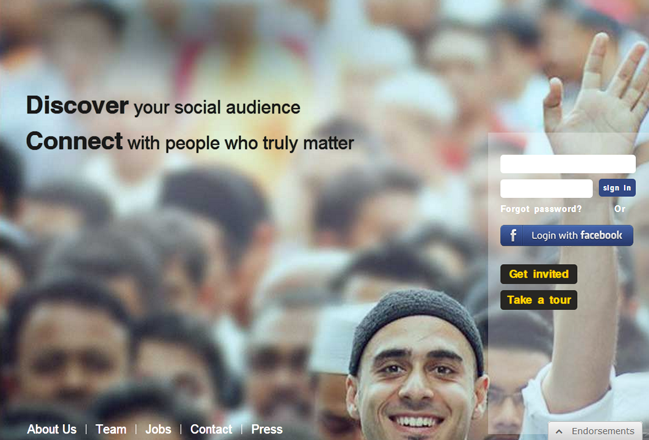 Discover your social audience
Connect with people who truly matter
sign in
Forgot password? Or
f Login with facebook
Get invited
Take a tour
About Us | Team | Jobs | Contact | Press
Endorsements